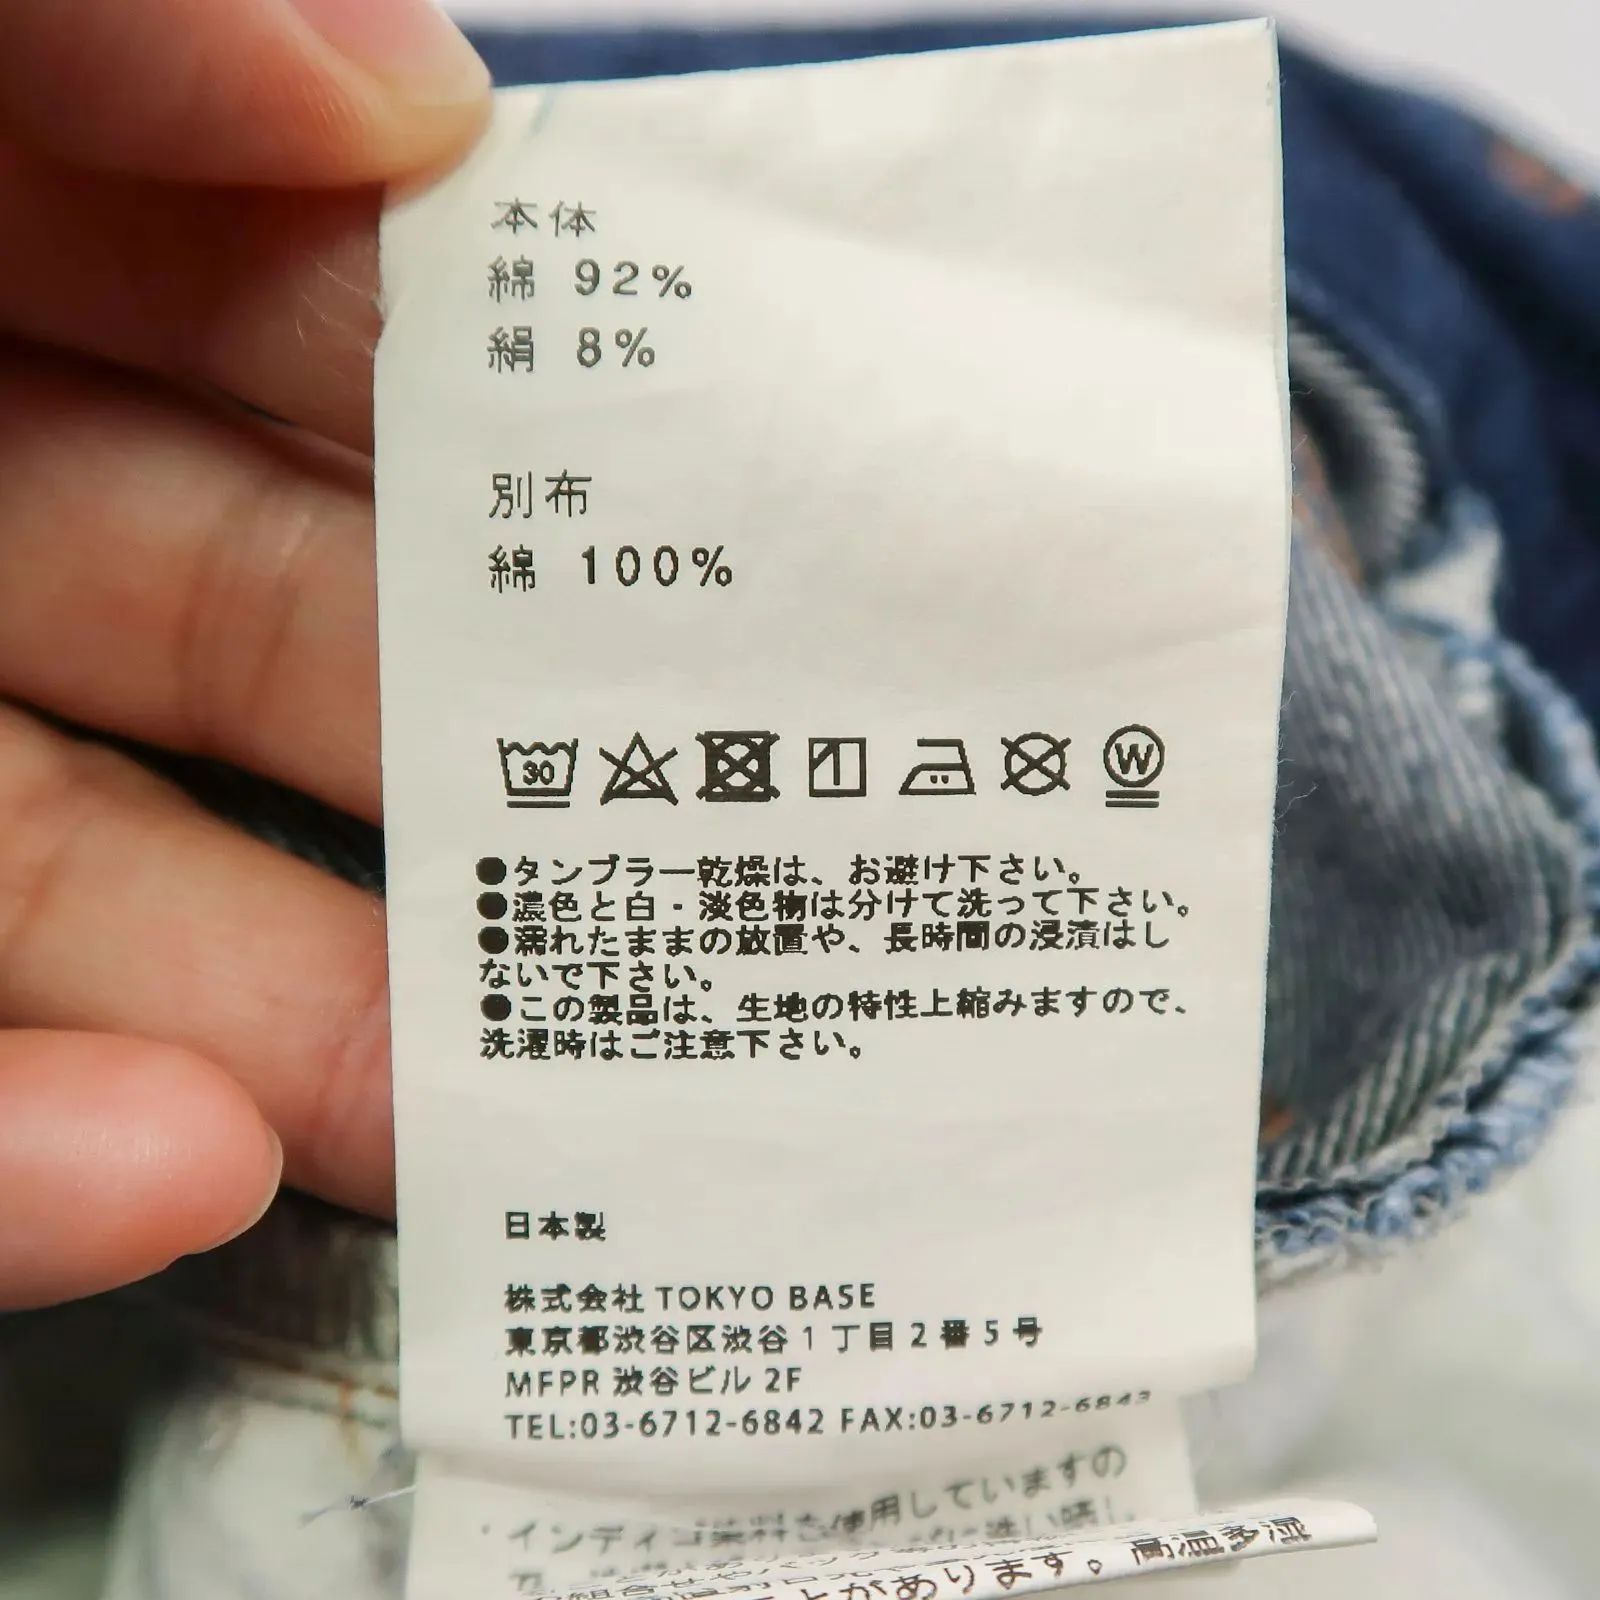 本体
綿 92%
絹 8%
別布
綿 100%
30
W
●タンブラー乾燥は、お避け下さい。
●濃色と白・淡色物は分けて洗って下さい。
●濡れたままの放置や、長時間の浸漬はし
ないで下さい。
●この製品は、生地の特性上縮みますので、
洗濯時はご注意下さい。
日本製
株式会社 TOKYO BASE
東京都渋谷区渋谷1丁目2番5号
MFPR 渋谷ビル 2F
TEL:03-6712-6842 FAX:03-6712-6843
・インディゴ染料を使用していますの
とがあります。高温多湿